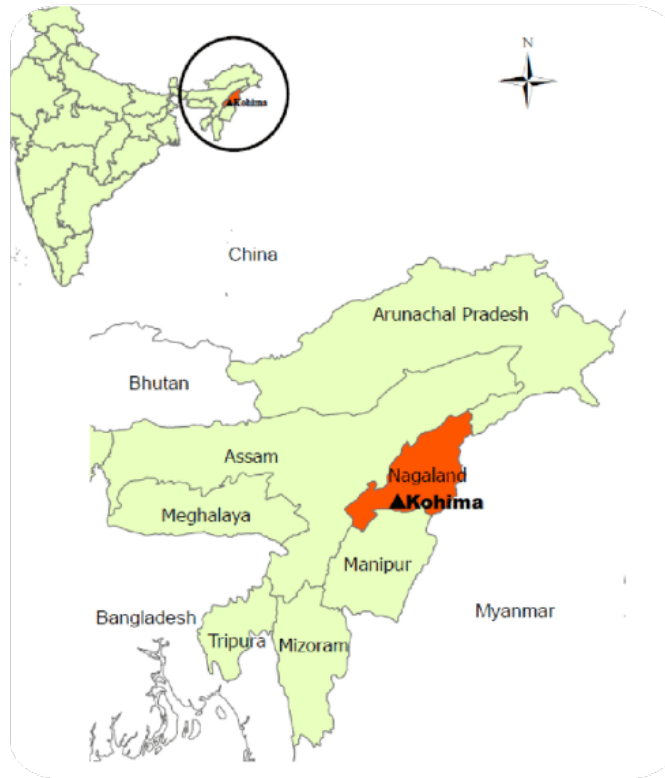 N
▲Kohima
China
Arunachal Pradesh
Bhutan
Assam
Nagaland
▲Kohima
Meghalaya
Manipur
Bangladesh
Myanmar
Tripura
Mizoram